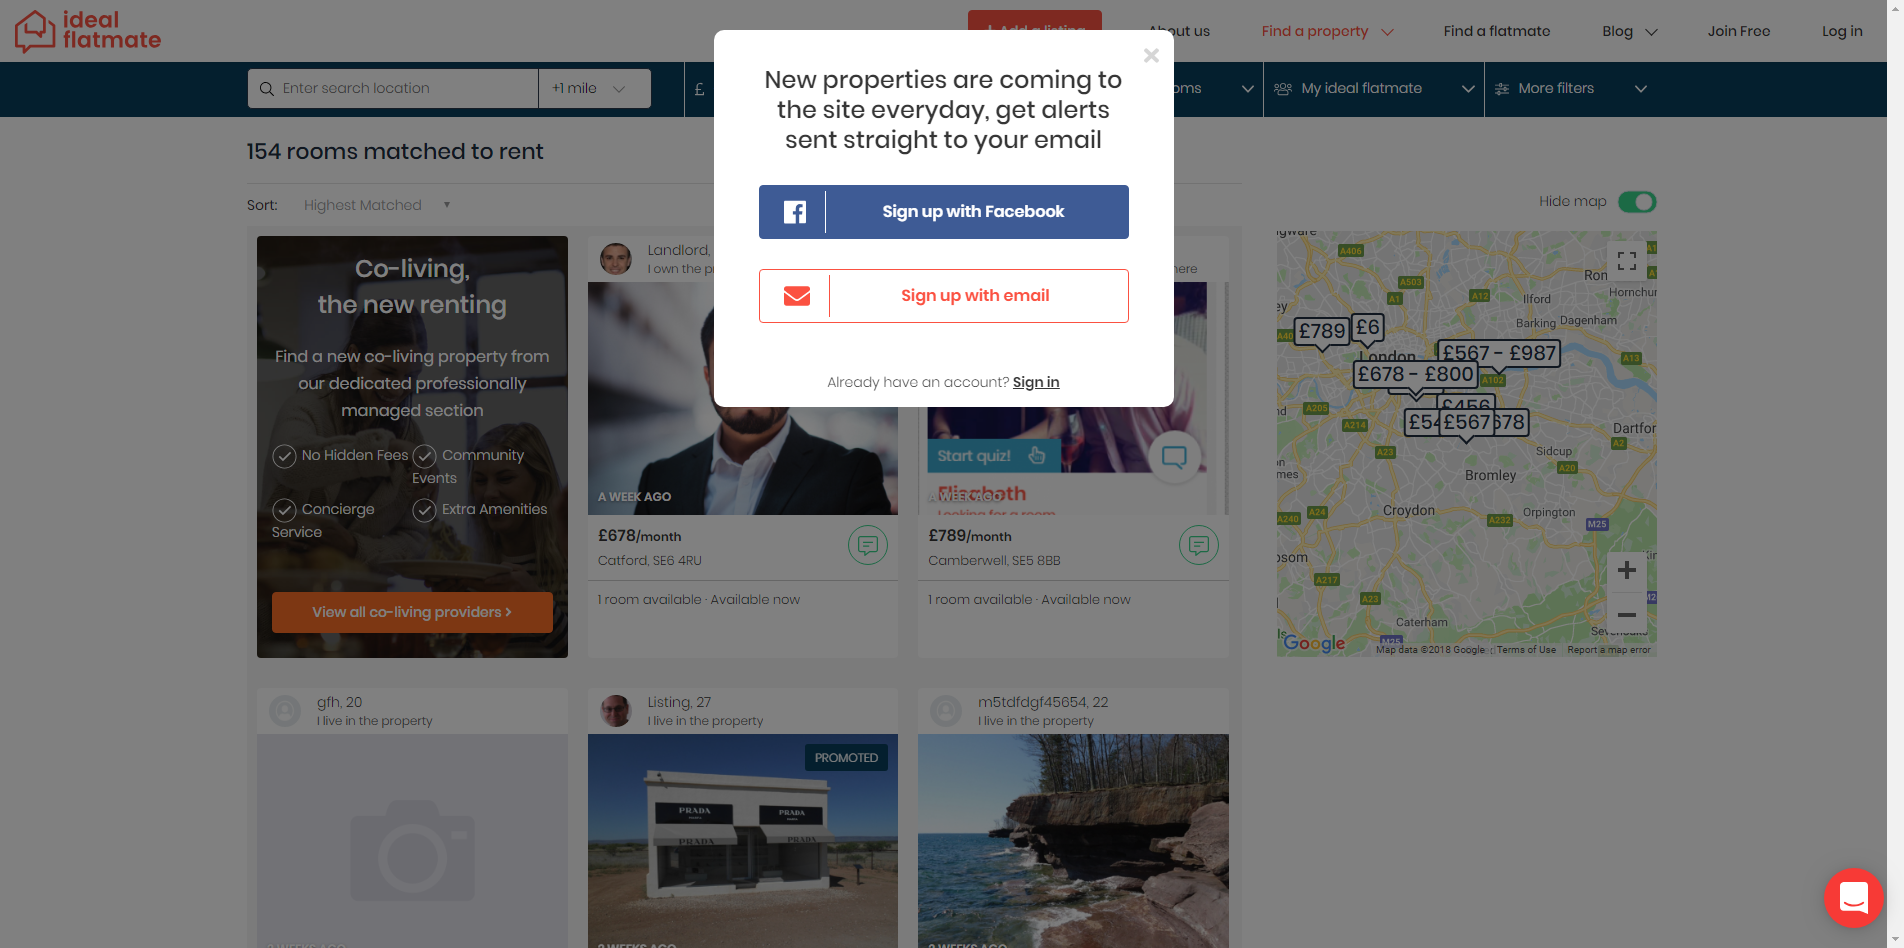 ideal
flatmate
Add a listing
About us
Find a property
Find a flatmate
Blog
Join Free
Log in
Enter search location
+1 mile
£
My ideal flatmate
More filters
New properties are coming to
the site everyday, get alerts
sent straight to your email
Sign up with Facebook
Sign up with email
Already have an account? Sign in
154 rooms matched to rent
Sort: Highest Matched
Hide map
Co-living,
the new renting
Find a new co-living property from
our dedicated professionally
managed section
No Hidden Fees
Community
Events
Concierge
Service
Extra Amenities
View all co-living providers
Landlord,
I own the
A WEEK AGO
£678/month
Catford, SE6 4RU
1 room available · Available now
here
Start quiz!
Elizabeth
Looking for a room
A WEEK AGO
£789/month
Camberwell, SE5 8BB
1 room available · Available now
A406
A503
A1
A12
Ilford
Hornchur
Barking
Dagenham
£789
£6
London
£567 - £987
A13
£678 - £800
A102
A205
£456
£54
£567
678
A214
Dartfor
A2
A23
Sidcup
A20
Bromley
Croydon
Orpington
A240
A24
A232
M25
A217
A23
Caterham
M25
Google
Map data ©2018 Google
Terms of Use
Report a map error
gfh, 20
I live in the property
2 WEEKS AGO
Listing, 27
I live in the property
PROMOTED
PRADA
PRADA
PRADA
PRADA
2 WEEKS AGO
m5tdfdgf45654, 22
I live in the property
2 WEEKS AGO